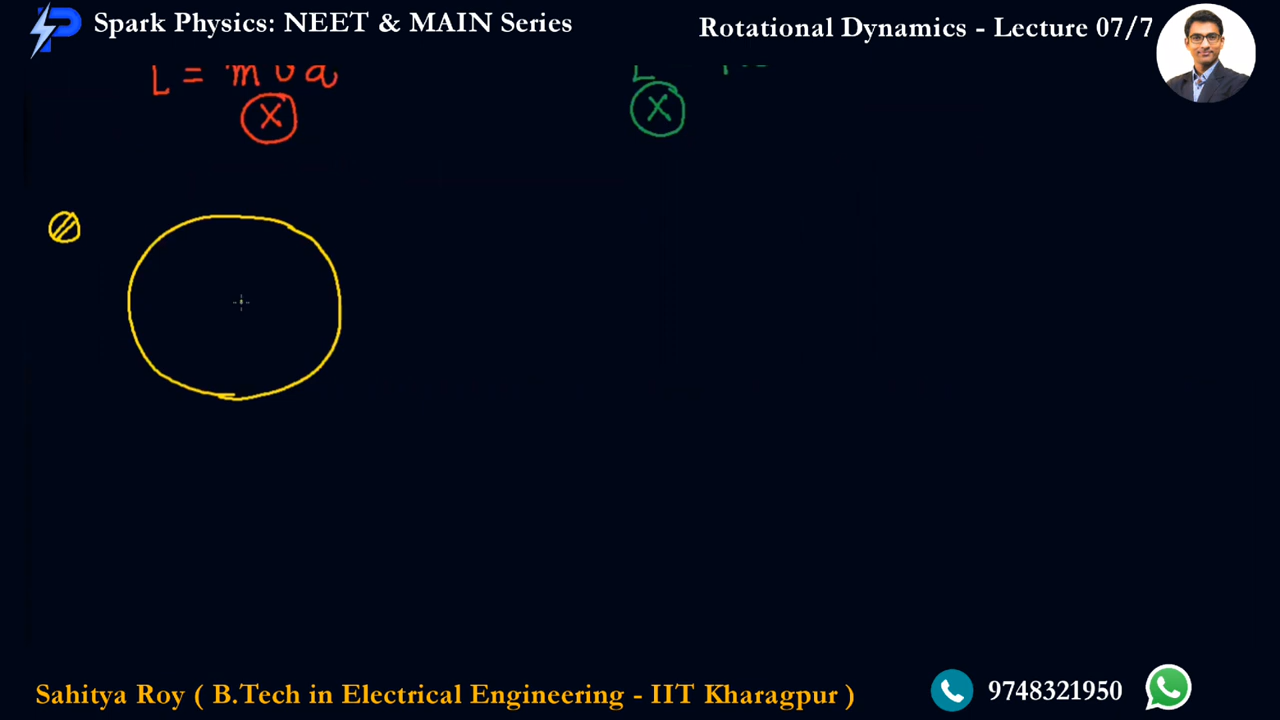 Spark Physics: NEET & MAIN Series
Rotational Dynamics - Lecture 07/7
L = m v a
L
X
X
Sahitya Roy ( B.Tech in Electrical Engineering - IIT Kharagpur )
9748321950